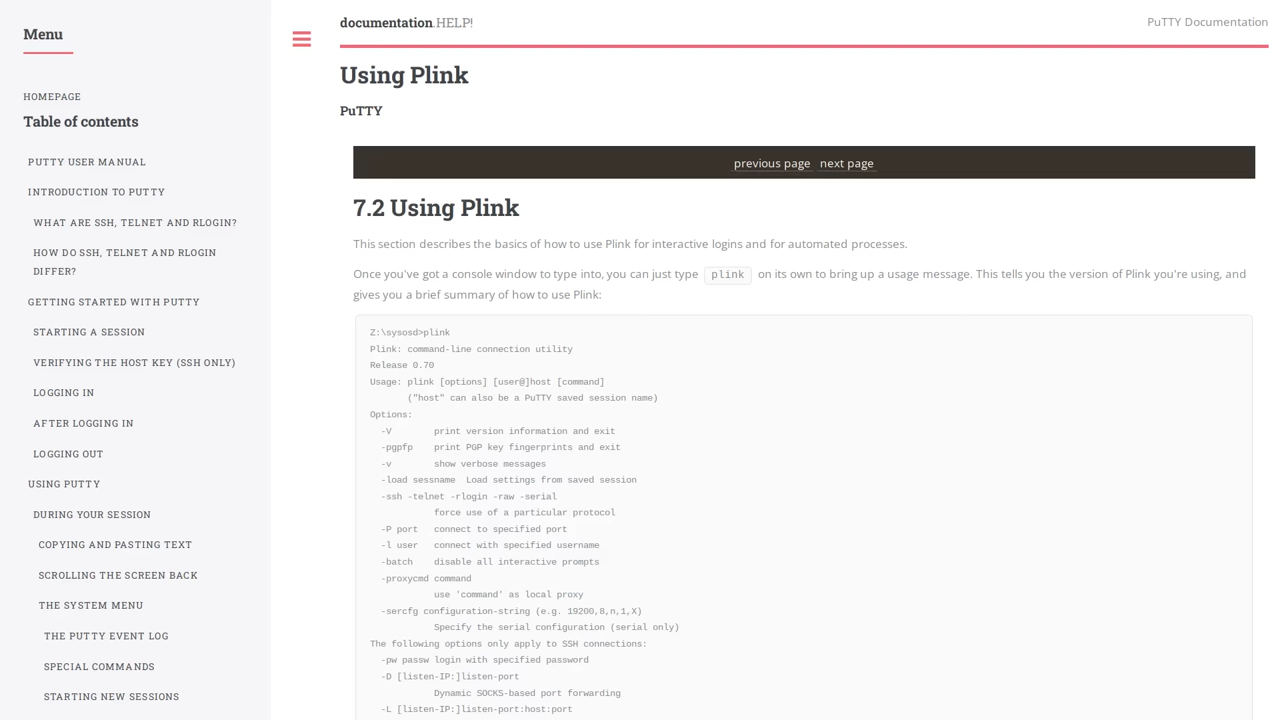 Menu
HOMEPAGE
Table of contents
PUTTY USER MANUAL
INTRODUCTION TO PUTTY
WHAT ARE SSH, TELNET AND RLOGIN?
HOW DO SSH, TELNET AND RLOGIN
DIFFER?
GETTING STARTED WITH PUTTY
STARTING A SESSION
VERIFYING THE HOST KEY (SSH ONLY)
LOGGING IN
AFTER LOGGING IN
LOGGING OUT
USING PUTTY
DURING YOUR SESSION
COPYING AND PASTING TEXT
SCROLLING THE SCREEN BACK
THE SYSTEM MENU
THE PUTTY EVENT LOG
SPECIAL COMMANDS
STARTING NEW SESSIONS
documentation.HELP!
PuTTY Documentation
Using Plink
PuTTY
previous page next page
7.2 Using Plink
This section describes the basics of how to use Plink for interactive logins and for automated processes.
Once you've got a console window to type into, you can just type plink on its own to bring up a usage message. This tells you the version of Plink you're using, and
gives you a brief summary of how to use Plink:
Z:\sysosd>plink
Plink: command-line connection utility
Release 0.70
Usage: plink [options] [user@]host [command]
       ("host" can also be a PuTTY saved session name)
Options:
  -V        print version information and exit
  -pgpfp    print PGP key fingerprints and exit
  -v        show verbose messages
  -load sessname  Load settings from saved session
  -ssh -telnet -rlogin -raw -serial
            force use of a particular protocol
  -P port   connect to specified port
  -l user   connect with specified username
  -batch    disable all interactive prompts
  -proxycmd command
            use 'command' as local proxy
  -sercfg configuration-string (e.g. 19200,8,n,1,X)
            Specify the serial configuration (serial only)
The following options only apply to SSH connections:
  -pw passw login with specified password
  -D [listen-IP:]listen-port
            Dynamic SOCKS-based port forwarding
  -L [listen-IP:]listen-port:host:port